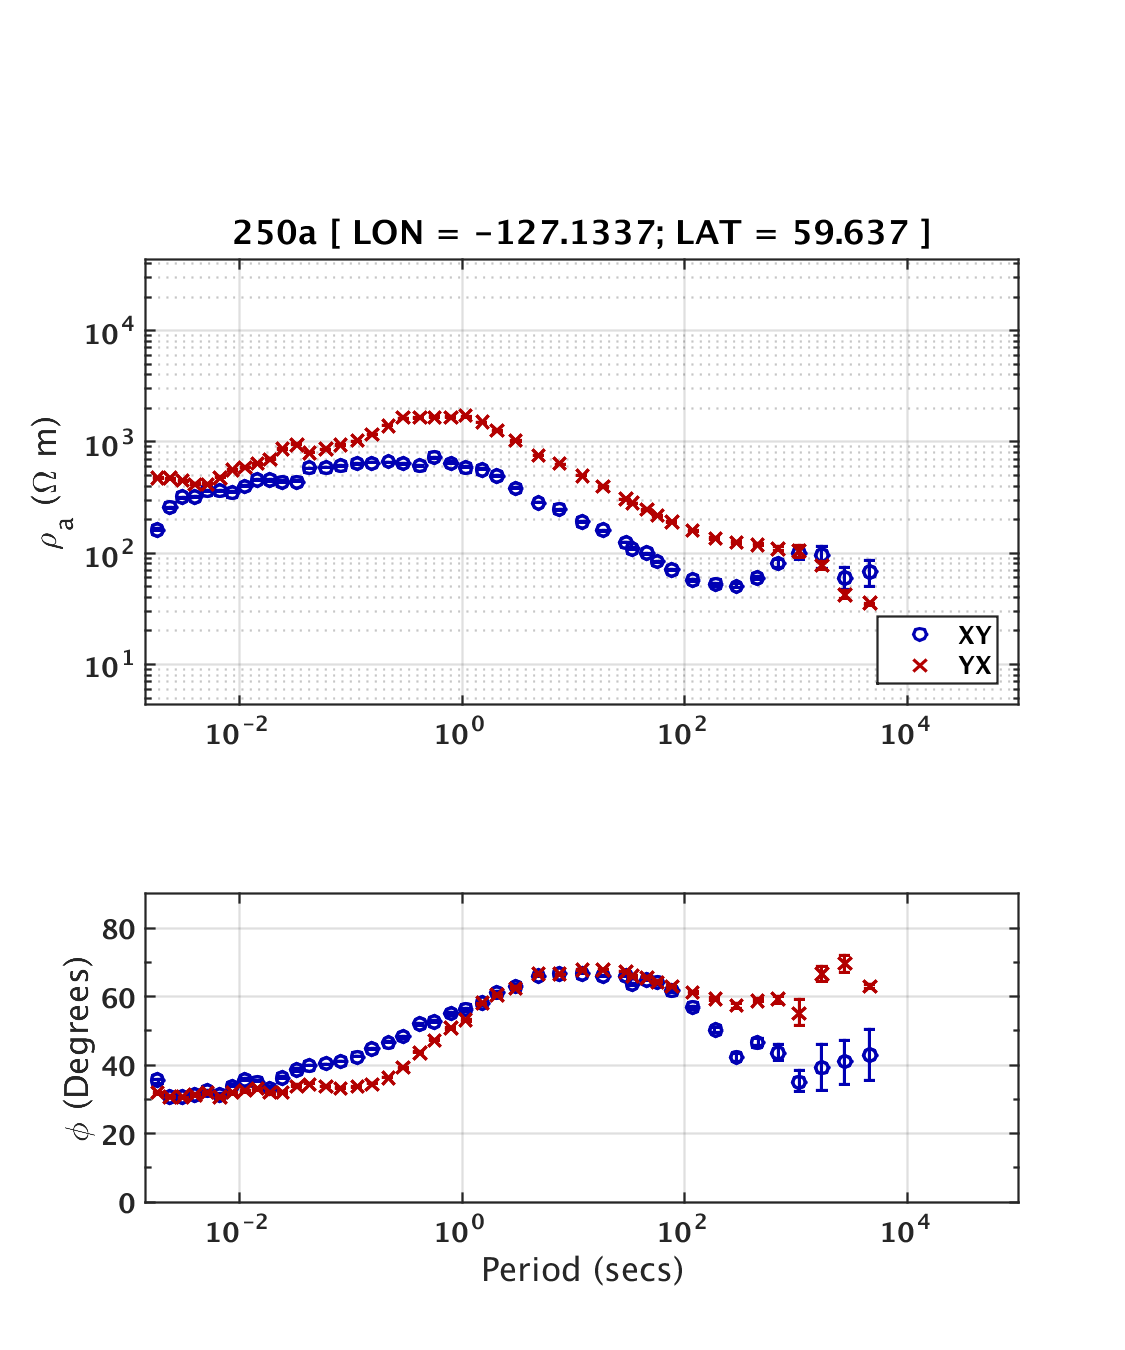 250a [ LON = -127.1337; LAT = 59.637 ]
ρa (Ω m)
10^4
10^3
10^2
10^1
XY
YX
10^-2 10^0 10^2 10^4
ϕ (Degrees)
80
60
40
20
0
10^-2 10^0 10^2 10^4
Period (secs)